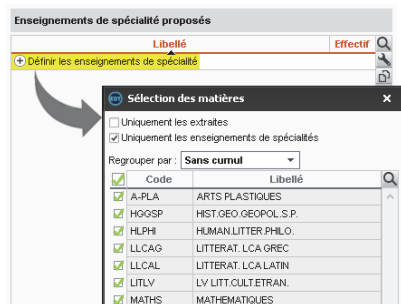 Enseignements de spécialité proposés
Libellé Effectif
Définir les enseignements de spécialité
EDT Sélection des matières
Uniquement les extraites
Uniquement les enseignements de spécialités
Regrouper par : Sans cumul
Code Libellé
A-PLA ARTS PLASTIQUES
HGGSP HIST.GEO.GEOPOL.S.P.
HLPHI HUMAN.LITTER.PHILO.
LLCAG LITTERAT. LCA GREC
LLCAL LITTERAT. LCA LATIN
LITLV LV LITT.CULT.ETRAN.
MATHS MATHEMATIQUES